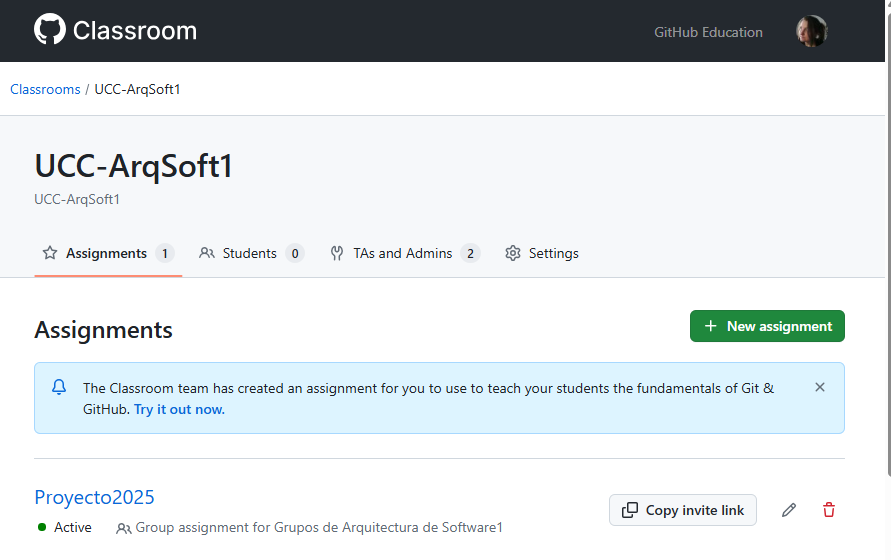 Classroom
GitHub Education
Classrooms / UCC-ArqSoft1
UCC-ArqSoft1
UCC-ArqSoft1
Assignments 1 Students 0 TAs and Admins 2 Settings
Assignments
New assignment
The Classroom team has created an assignment for you to use to teach your students the fundamentals of Git &
GitHub. Try it out now.
Proyecto2025
Copy invite link
Active Group assignment for Grupos de Arquitectura de Software1